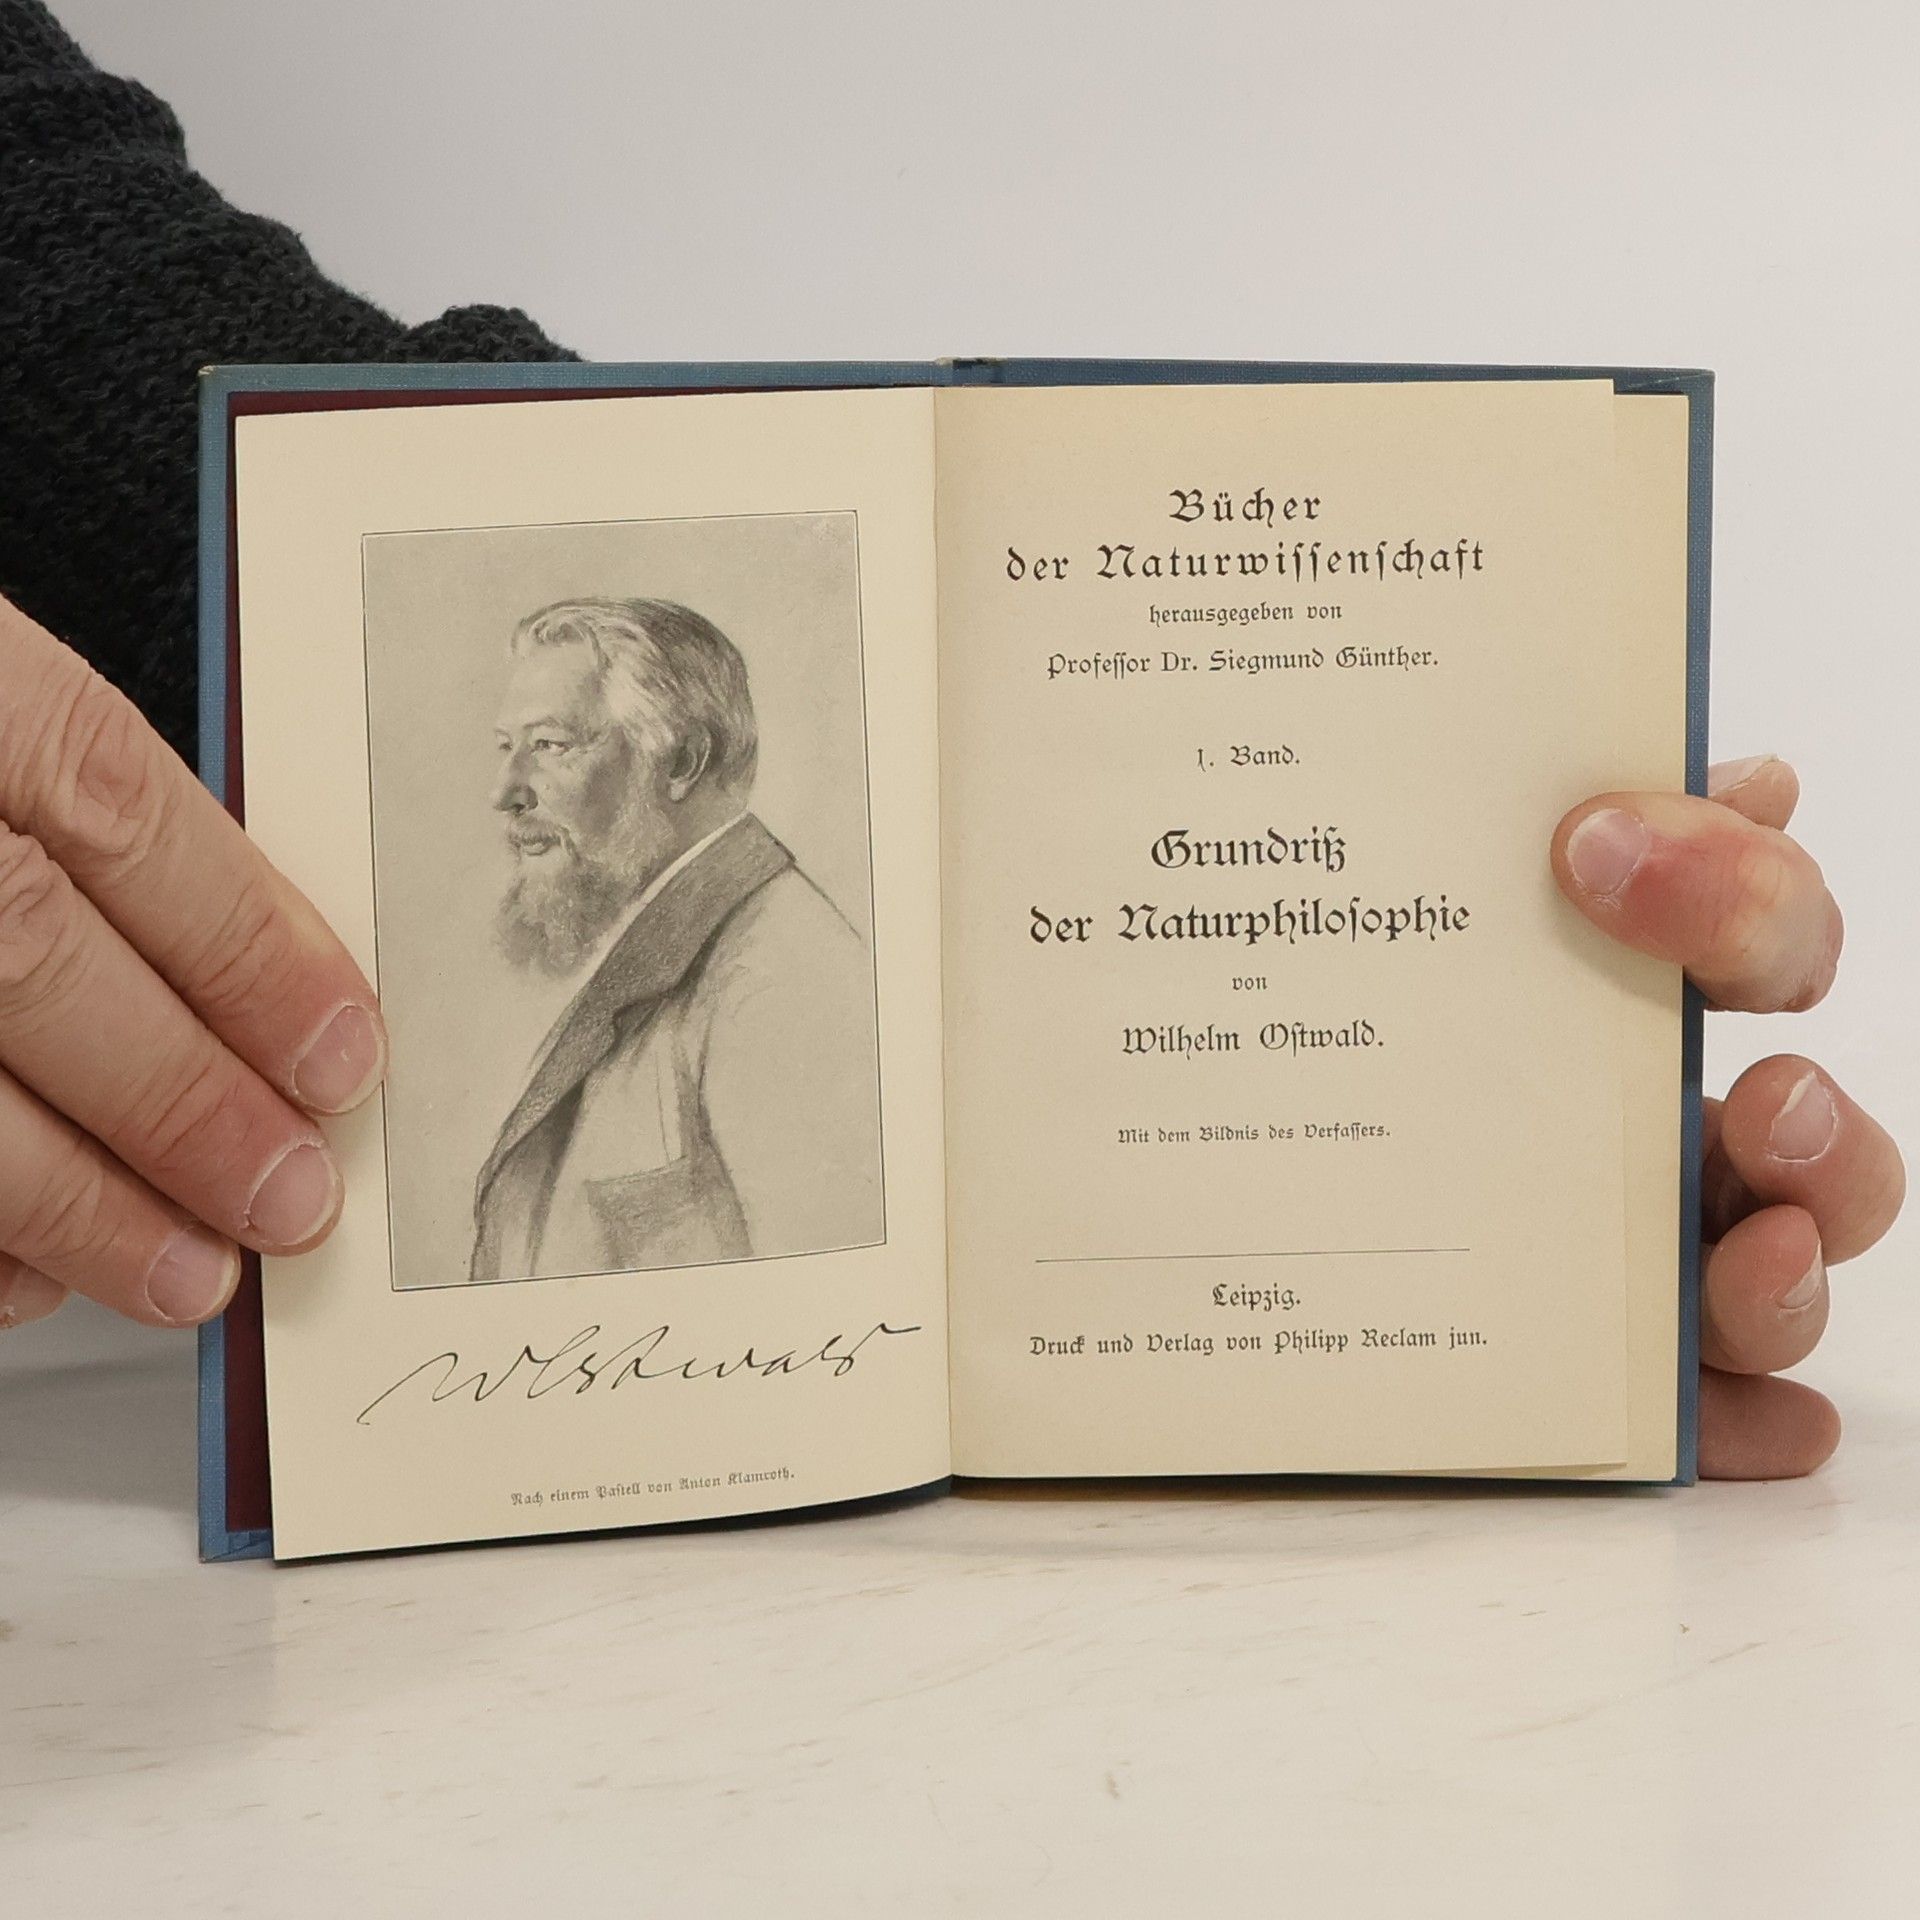 WOstwald
Nach einem Pastell von Anton Klamroth.
Bücher
der Naturwiſſenſchaft
herausgegeben von
Profeſſor Dr. Siegmund Günther.
1. Band.
Grundriß
der Naturphiloſophie
von
Wilhelm Oſtwald.
Mit dem Bildnis des Verfaſſers.
Leipzig.
Druck und Verlag von Philipp Reclam jun.